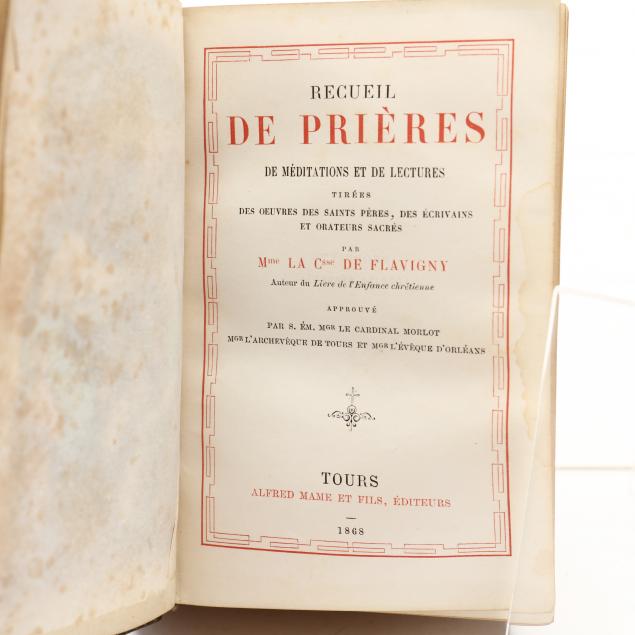 RECUEIL
DE PRIÈRES
DE MÉDITATIONS ET DE LECTURES
TIRÉES
DES OEUVRES DES SAINTS PÈRES, DES ÉCRIVAINS
ET ORATEURS SACRÉS
PAR
Mme LA Csse DE FLAVIGNY
Auteur du Livre de l'Enfance chrétienne
APPROUVÉ
PAR S. ÉM. MGR LE CARDINAL MORLOT
MGR L'ARCHEVÊQUE DE TOURS ET MGR L'ÉVÊQUE D'ORLÉANS
TOURS
ALFRED MAME ET FILS, ÉDITEURS
—
1868